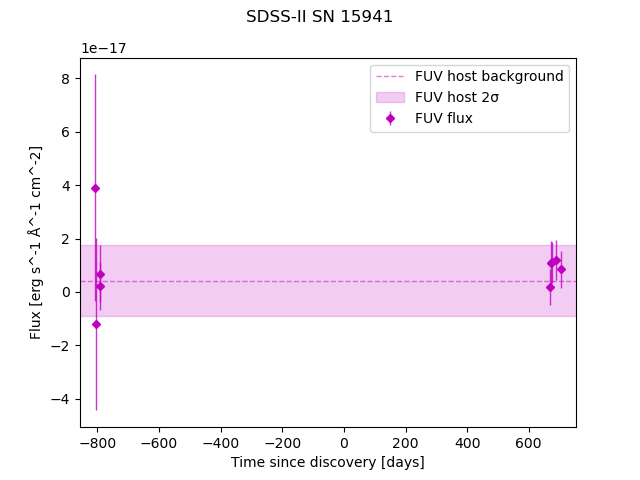 SDSS-II SN 15941
1e−17
FUV host background
FUV host 2σ
FUV flux
8
6
4
2
0
−2
−4
Flux [erg s^-1 Å^-1 cm^-2]
−800 −600 −400 −200 0 200 400 600
Time since discovery [days]